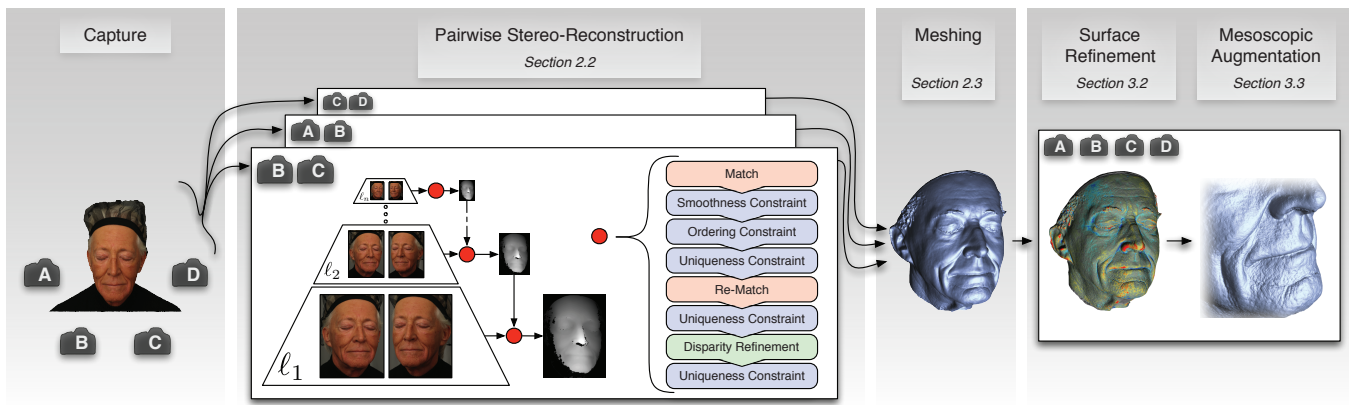 Capture
Pairwise Stereo-Reconstruction
Section 2.2
Meshing
Section 2.3
Surface
Refinement
Section 3.2
Mesoscopic
Augmentation
Section 3.3
C D
A B
B C
A
D
B
C
ℓn
ℓ2
ℓ1
Match
Smoothness Constraint
Ordering Constraint
Uniqueness Constraint
Re-Match
Uniqueness Constraint
Disparity Refinement
Uniqueness Constraint
A B C D